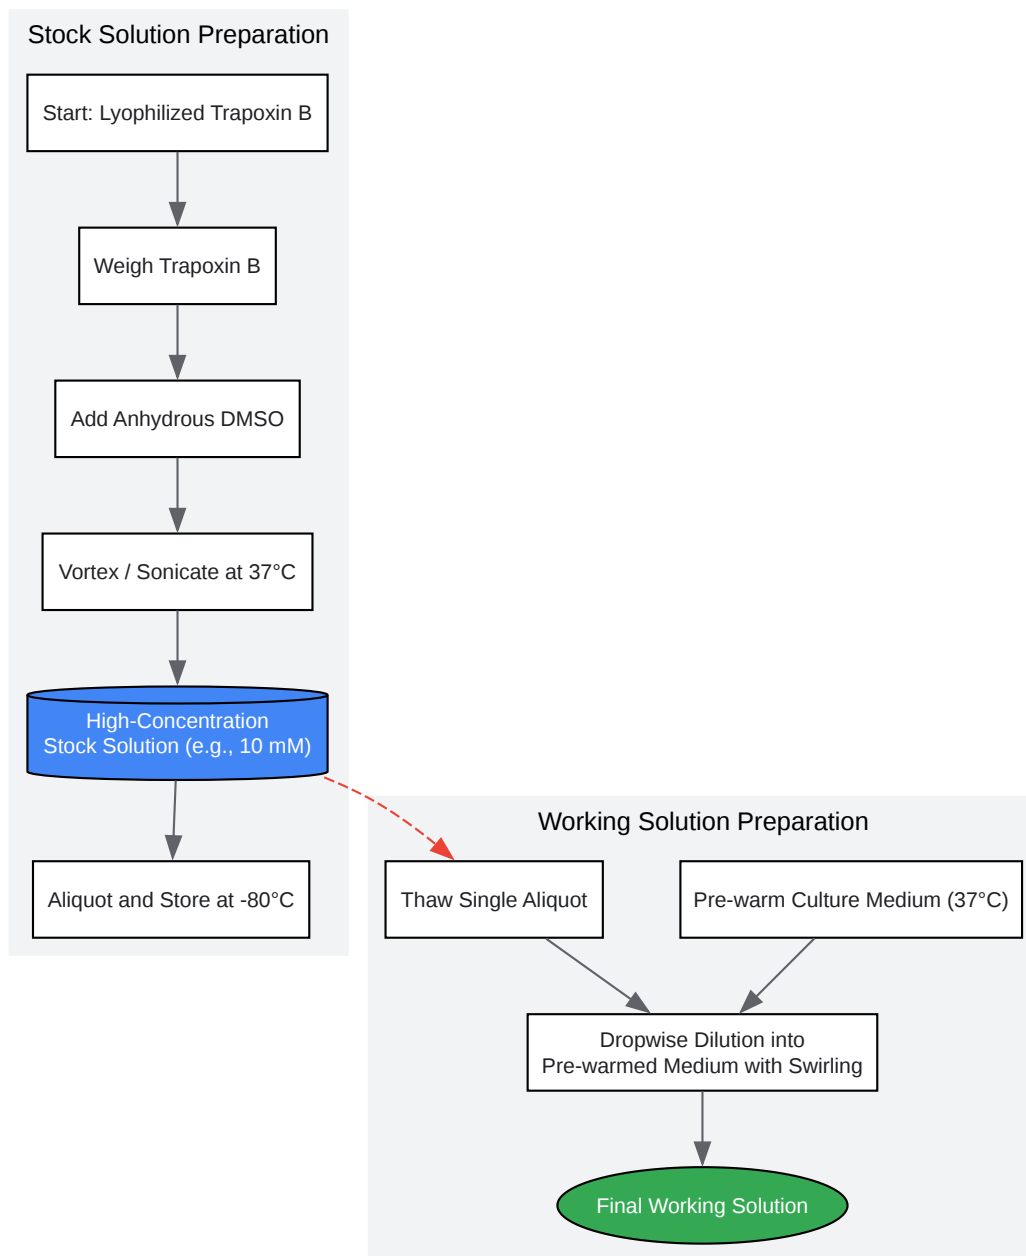 Stock Solution Preparation
Start: Lyophilized Trapoxin B
Weigh Trapoxin B
Add Anhydrous DMSO
Vortex / Sonicate at 37°C
High-Concentration
Stock Solution (e.g., 10 mM)
Aliquot and Store at -80°C
Working Solution Preparation
Thaw Single Aliquot
Pre-warm Culture Medium (37°C)
Dropwise Dilution into
Pre-warmed Medium with Swirling
Final Working Solution